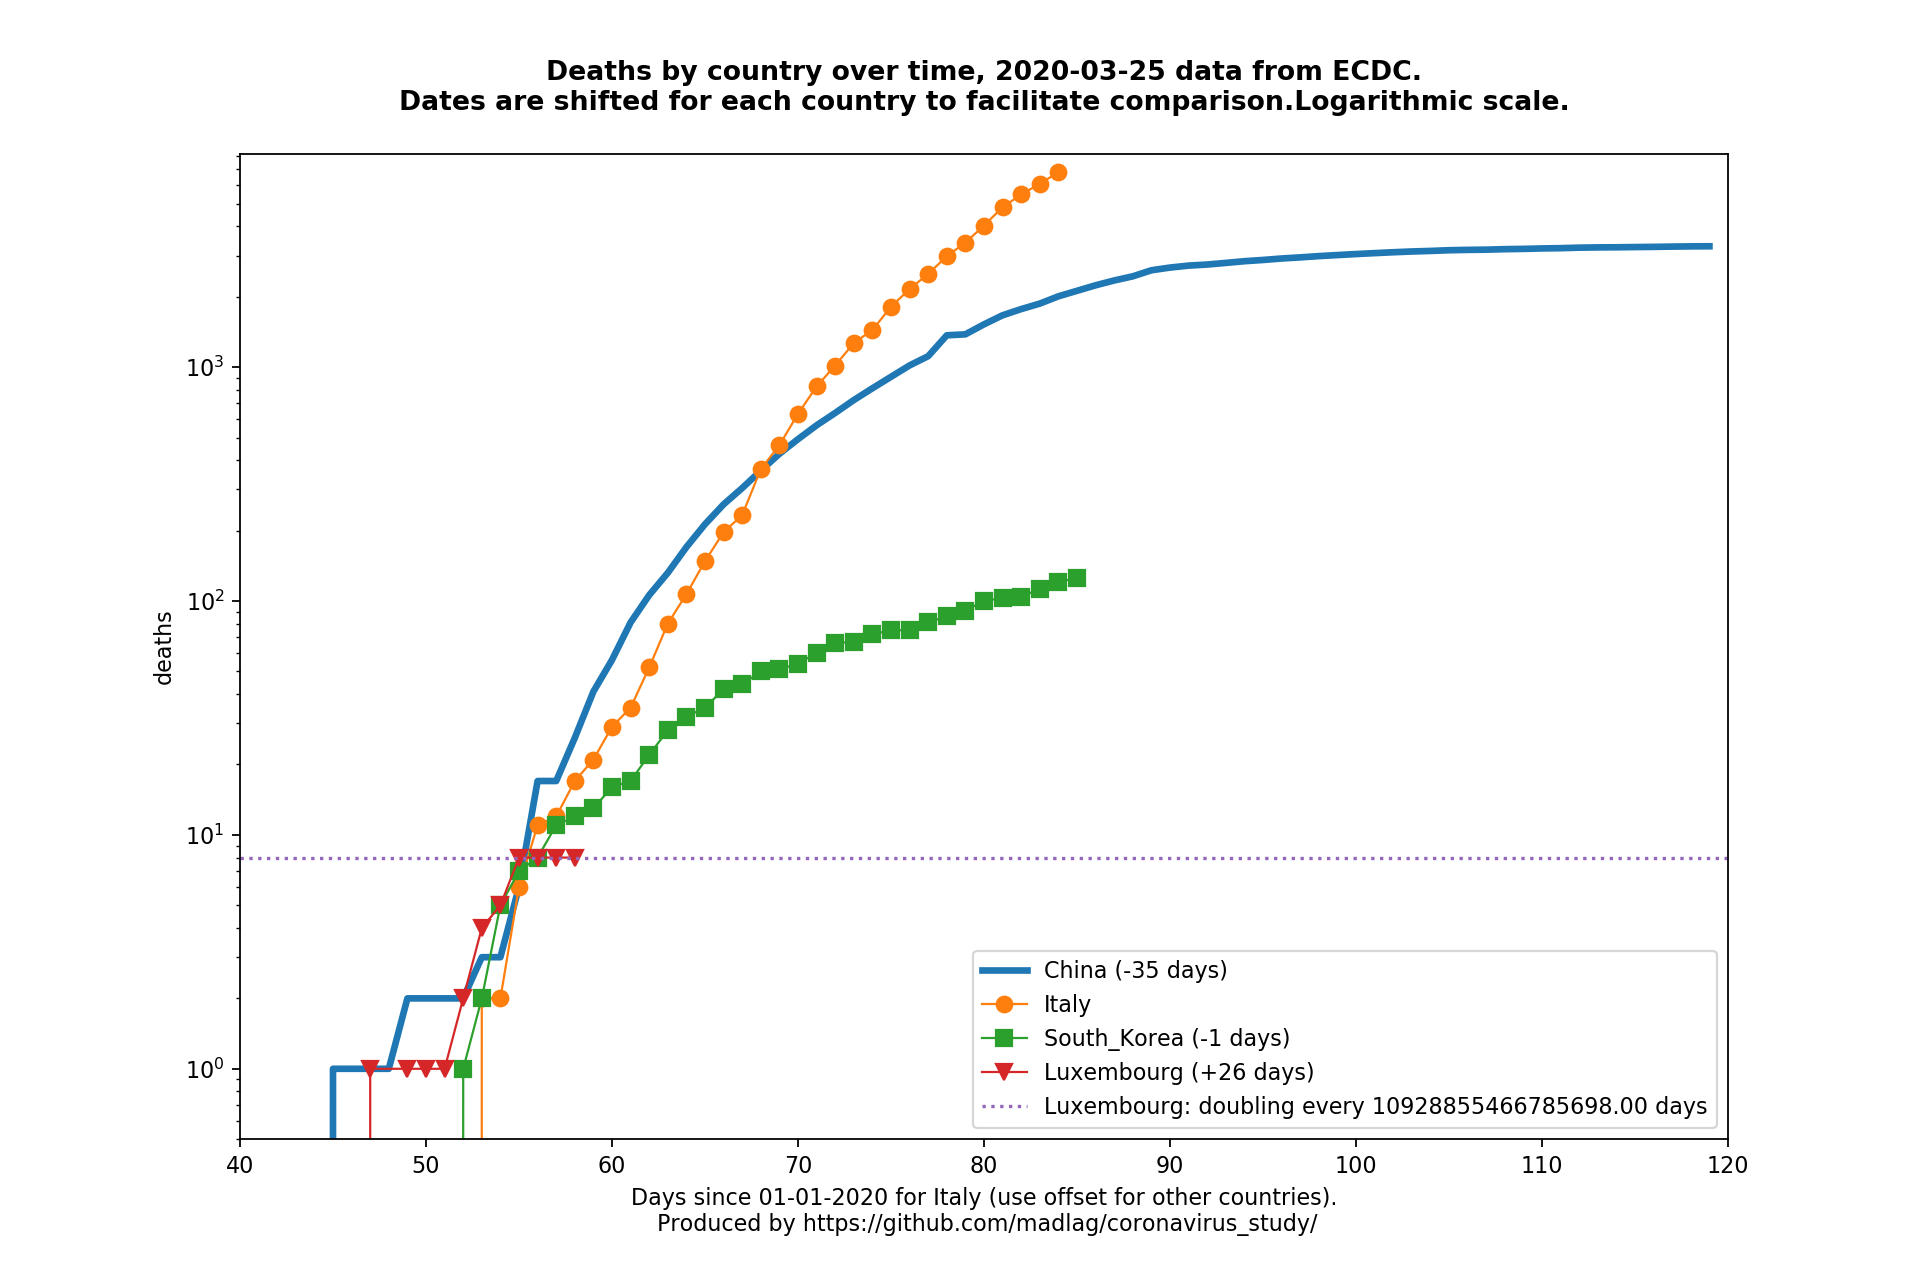 Deaths by country over time, 2020-03-25 data from ECDC.
Dates are shifted for each country to facilitate comparison.Logarithmic scale.
deaths
10³
10²
10¹
10⁰
China (-35 days)
Italy
South_Korea (-1 days)
Luxembourg (+26 days)
Luxembourg: doubling every 10928855466785698.00 days
40 50 60 70 80 90 100 110 120
Days since 01-01-2020 for Italy (use offset for other countries).
Produced by https://github.com/madlag/coronavirus_study/